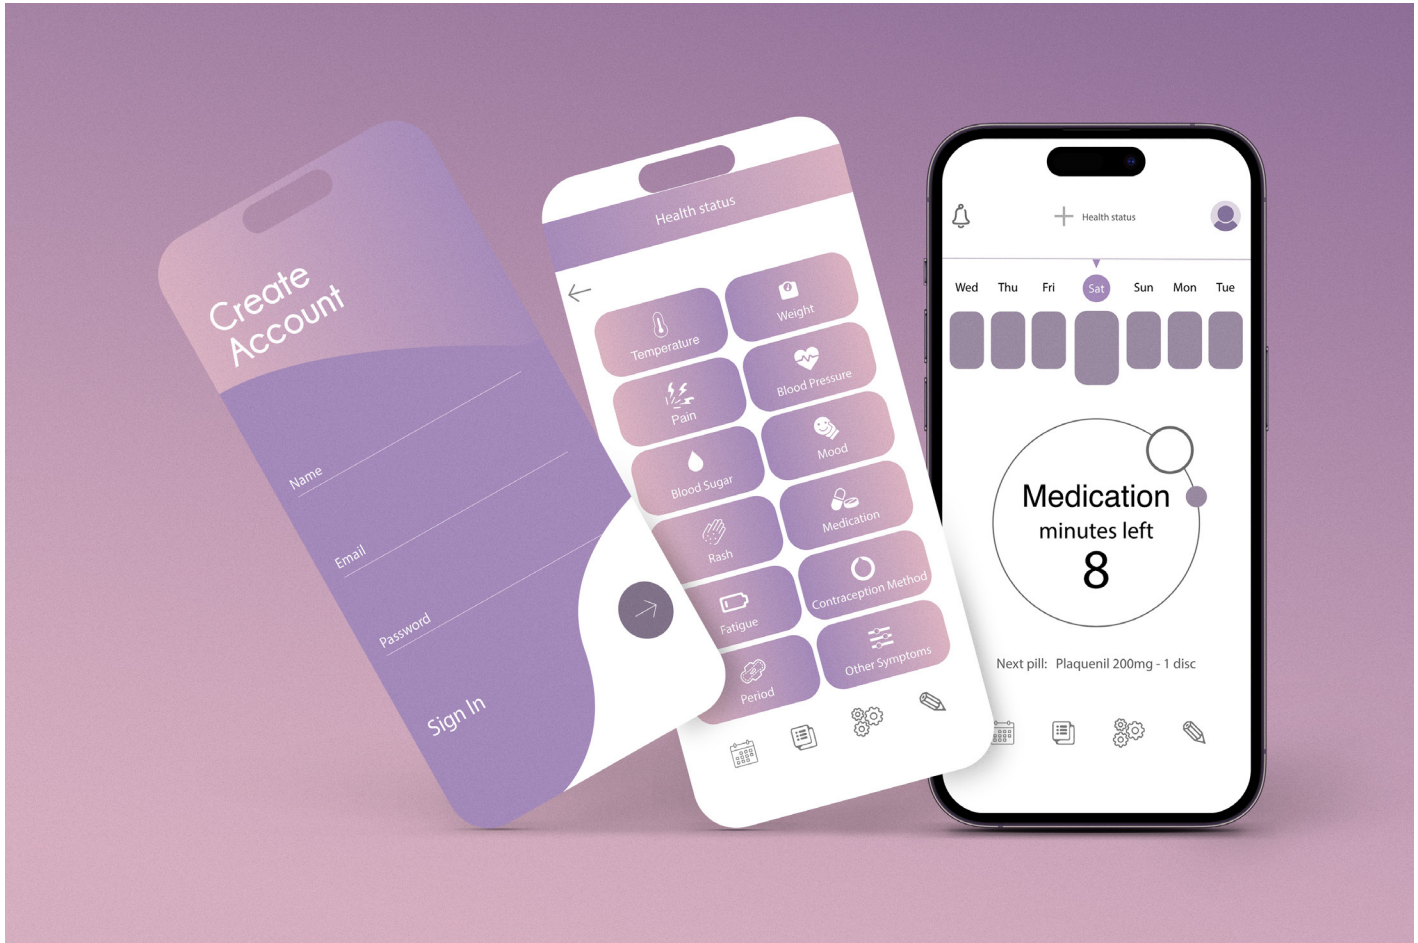 Create
Account
Name
Email
Password
Sign In
Health status
Temperature
Weight
Pain
Blood Pressure
Blood Sugar
Mood
Rash
Medication
Fatigue
Contraception Method
Period
Other Symptoms
Health status
Wed Thu Fri Sat Sun Mon Tue
Medication
minutes left
8
Next pill: Plaquenil 200mg - 1 disc